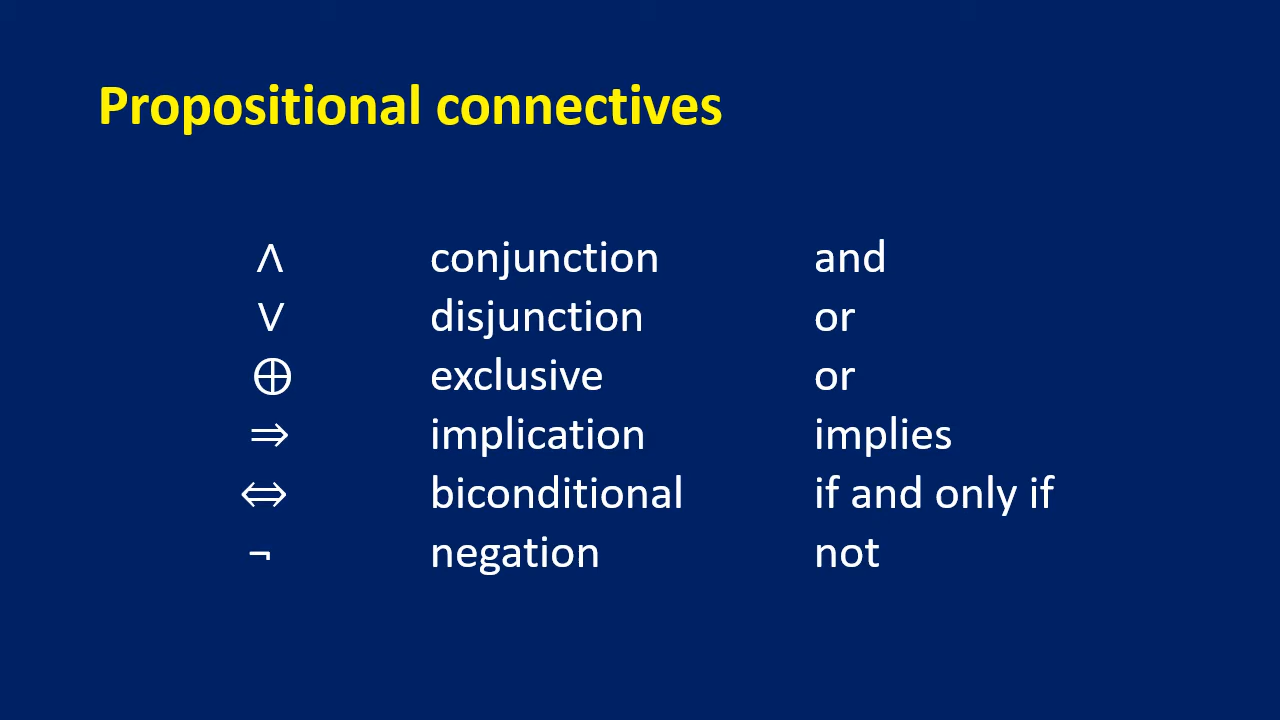 Propositional connectives
∧ conjunction and
∨ disjunction or
⊕ exclusive or
⇒ implication implies
⇔ biconditional if and only if
¬ negation not